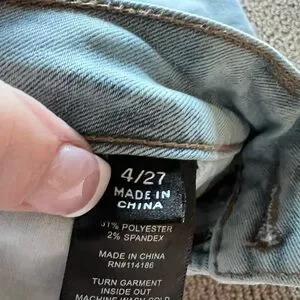 4/27
MADE IN
CHINA
31% POLYESTER
2% SPANDEX
MADE IN CHINA
RN#114186
TURN GARMENT
INSIDE OUT
MACHINE WASH COLD